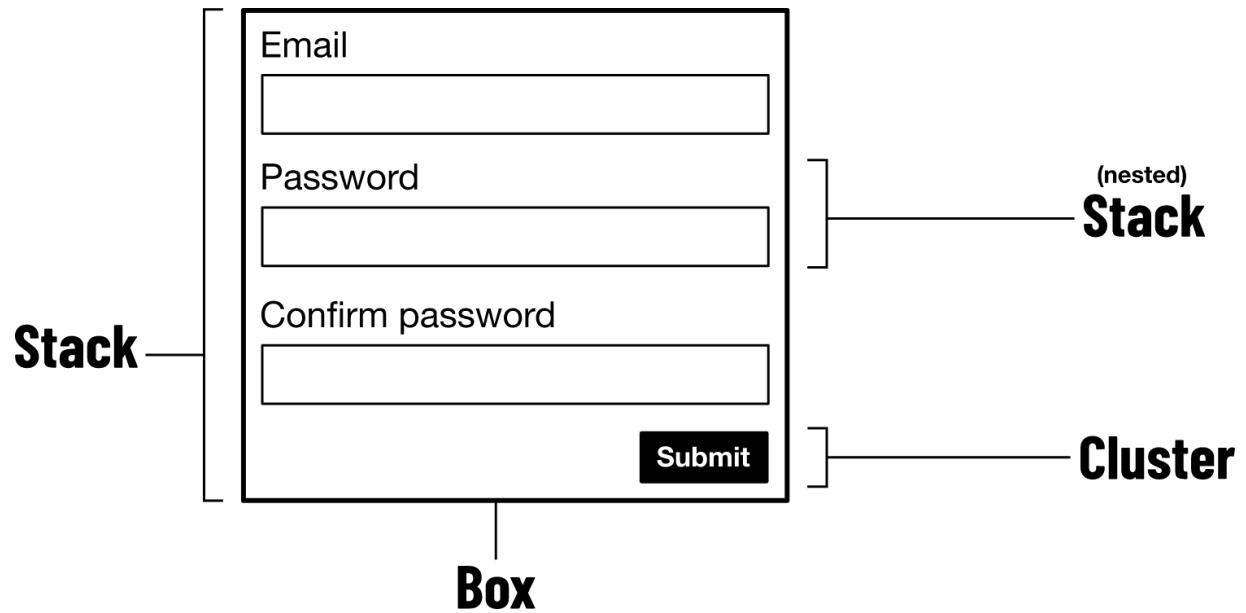 Email
Password
(nested)
Stack
Confirm password
Stack
Submit
Cluster
Box